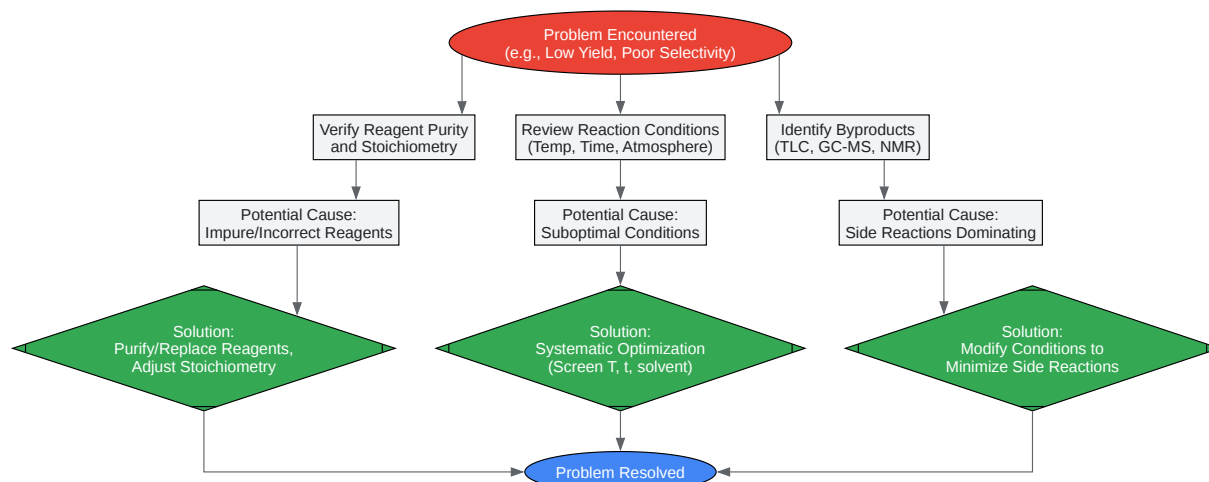 Problem Encountered
(e.g., Low Yield, Poor Selectivity)
Verify Reagent Purity
and Stoichiometry
Review Reaction Conditions
(Temp, Time, Atmosphere)
Identify Byproducts
(TLC, GC-MS, NMR)
Potential Cause:
Impure/Incorrect Reagents
Potential Cause:
Suboptimal Conditions
Potential Cause:
Side Reactions Dominating
Solution:
Purify/Replace Reagents,
Adjust Stoichiometry
Solution:
Systematic Optimization
(Screen T, t, solvent)
Solution:
Modify Conditions to
Minimize Side Reactions
Problem Resolved